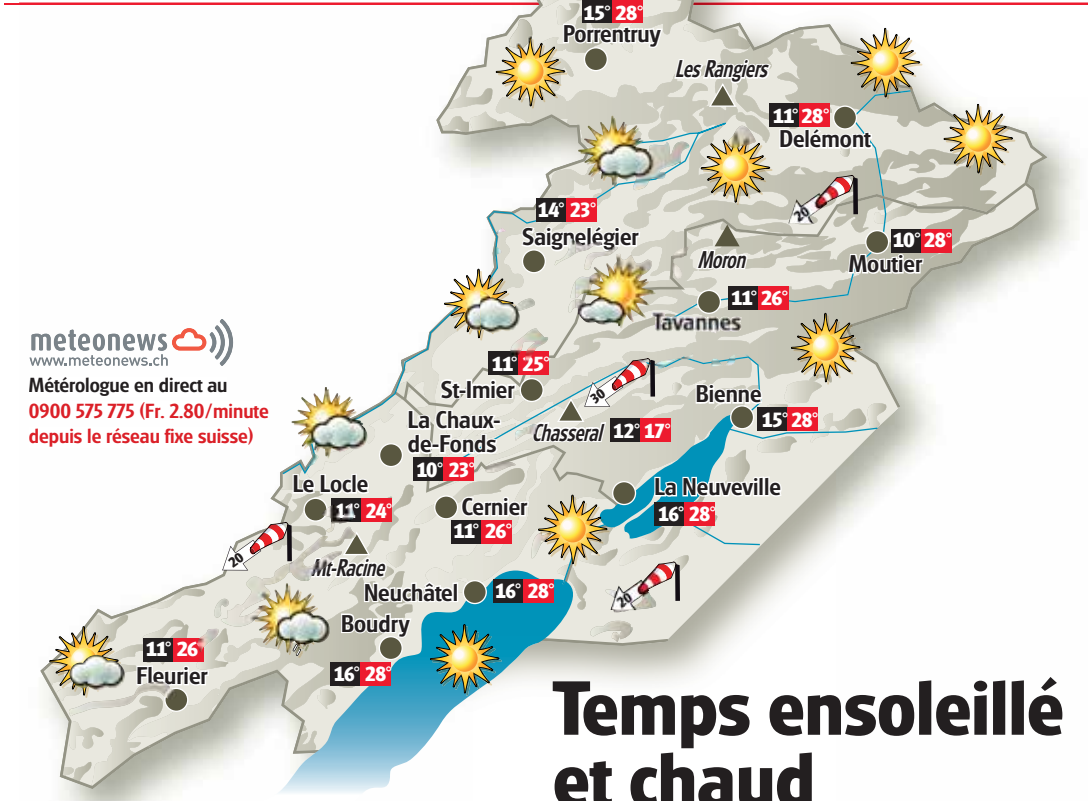 15° 28°
Porrentruy
Les Rangiers
11° 28°
Delémont
20
14° 23°
Saignelégier
Moron
10° 28°
Moutier
11° 26°
Tavannes
meteonews
www.meteonews.ch
Météorologue en direct au
0900 575 775 (Fr. 2.80/minute
depuis le réseau fixe suisse)
11° 25°
St-Imier
30
Chasseral 12° 17°
Bienne
15° 28°
La Chaux-
de-Fonds
10° 23°
Le Locle
11° 24°
Cernier
11° 26°
La Neuveville
16° 28°
20
Mt-Racine
Neuchâtel 16° 28°
20
Boudry
16° 28°
11° 26°
Fleurier
Temps ensoleillé
et chaud